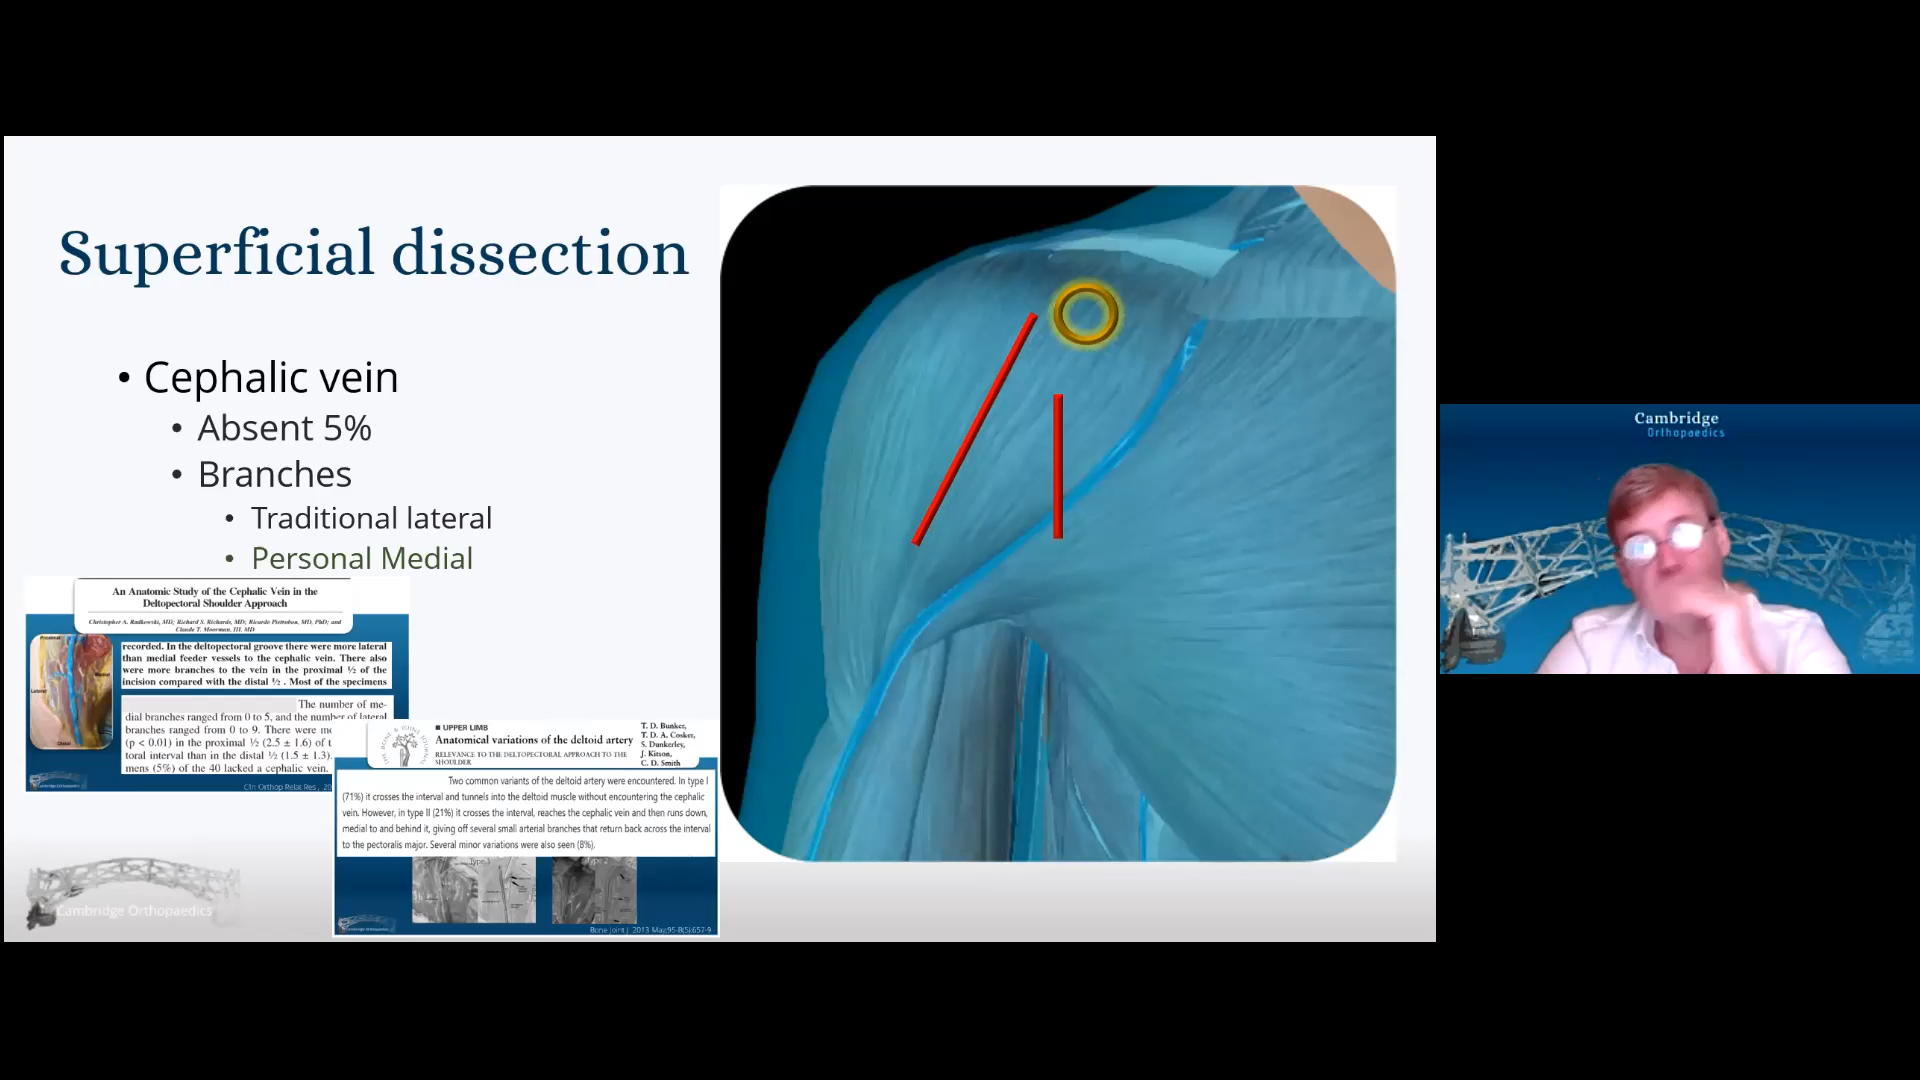 Superficial dissection
• Cephalic vein
• Absent 5%
• Branches
• Traditional lateral
• Personal Medial
An Anatomic Study of the Cephalic Vein in the
Deltopectoral Shoulder Approach
Christopher A. Radkowski, MD; Richard S. Richards, MD; Ricardo Pietrobon, MD, PhD; and
Claude T. Moorman, III, MD
Proximal
Lateral
Medial
Distal
recorded. In the deltopectoral groove there were more lateral
than medial feeder vessels to the cephalic vein. There also
were more branches to the vein in the proximal ½ of the
incision compared with the distal ½ . Most of the specimens
The number of me-
dial branches ranged from 0 to 5, and the number of lateral
branches ranged from 0 to 9. There were mo
(p < 0.01) in the proximal ½ (2.5 ± 1.6) of t
toral interval than in the distal ½ (1.5 ± 1.3).
mens (5%) of the 40 lacked a cephalic vein.
Clin Orthop Relat Res , 20
UPPER LIMB
Anatomical variations of the deltoid artery
RELEVANCE TO THE DELTOPECTORAL APPROACH TO THE
SHOULDER
T. D. Bunker,
T. D. A. Cosker,
S. Dunkerley,
J. Kitson,
C. D. Smith
Two common variants of the deltoid artery were encountered. In type I
(71%) it crosses the interval and tunnels into the deltoid muscle without encountering the cephalic
vein. However, in type II (21%) it crosses the interval, reaches the cephalic vein and then runs down,
medial to and behind it, giving off several small arterial branches that return back across the interval
to the pectoralis major. Several minor variations were also seen (8%).
Type 2
Bone Joint J 2013 May;95-B(5):657-9
Cambridge Orthopaedics
Cambridge
Orthopaedics